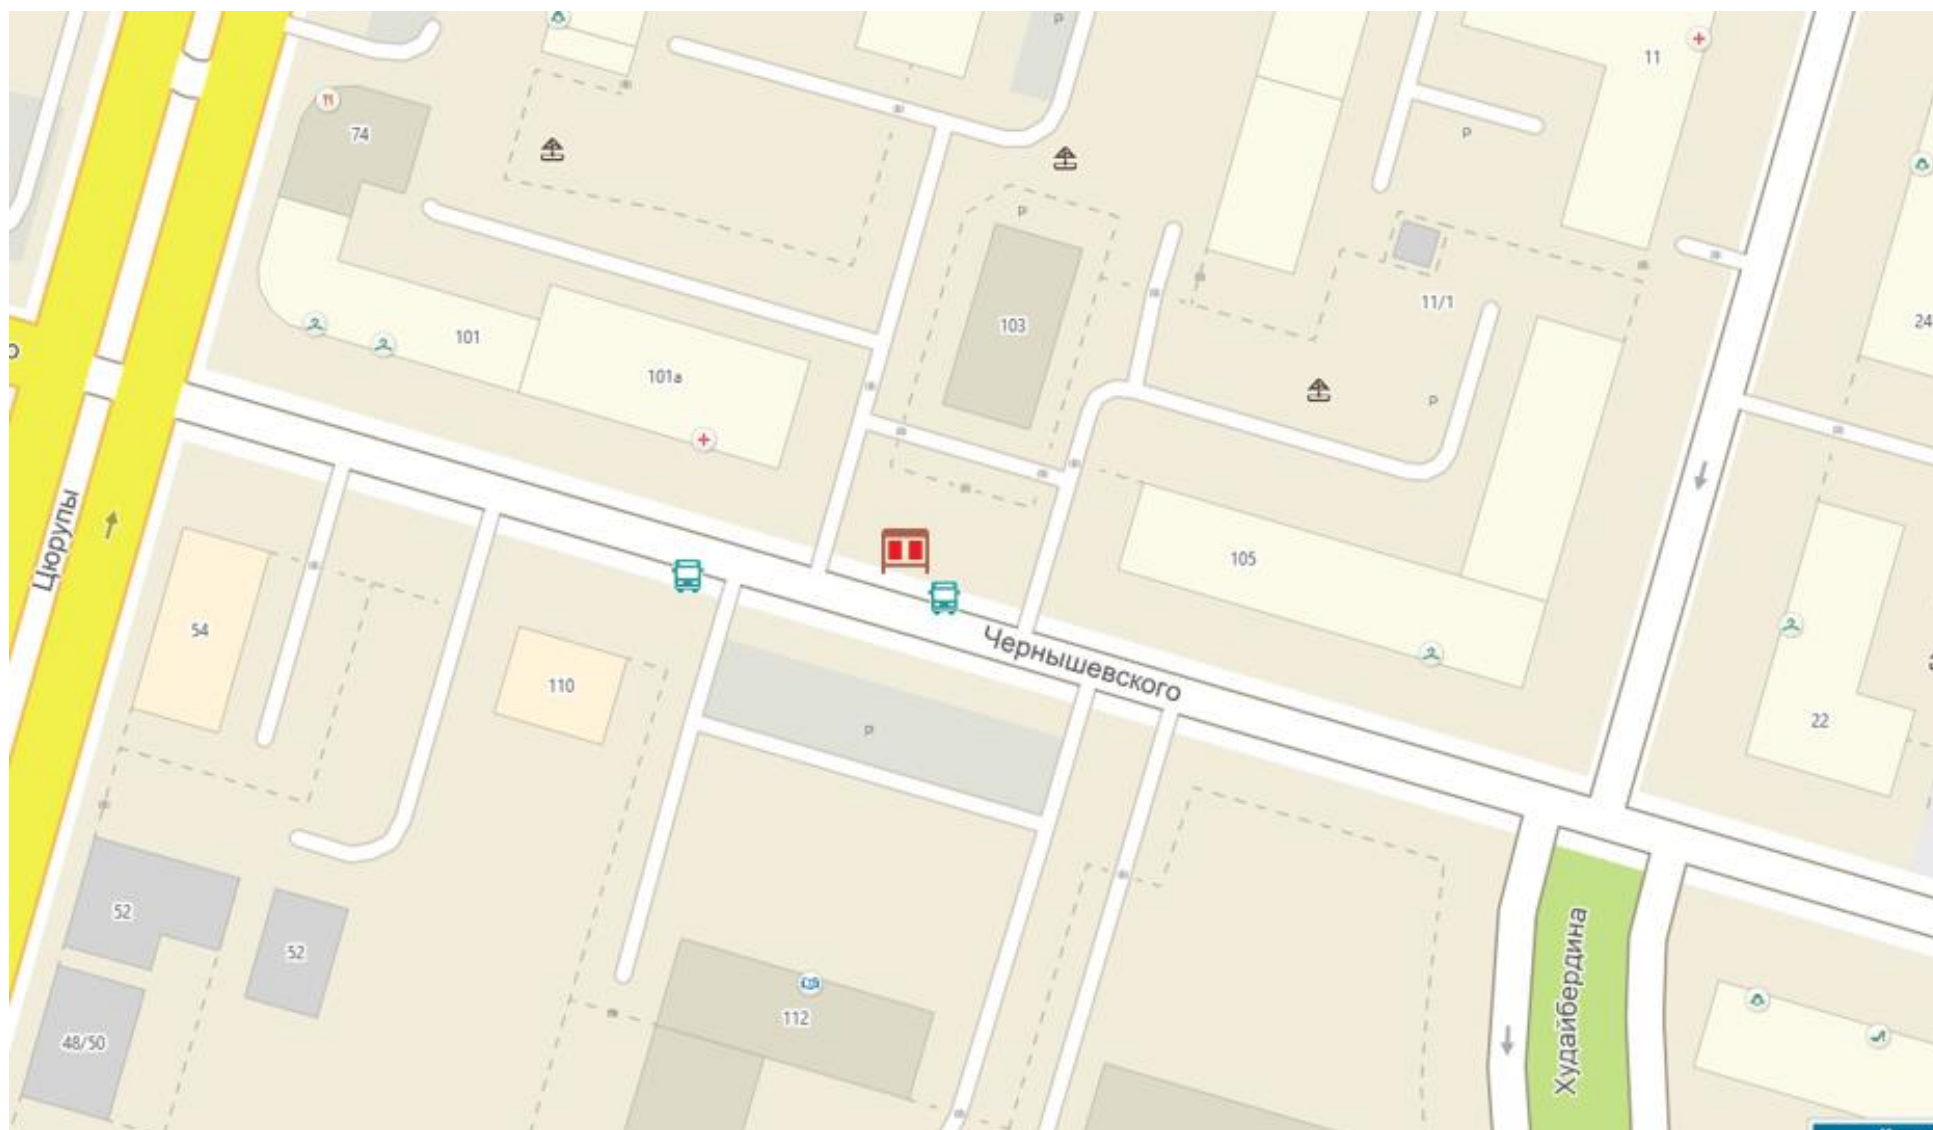 P
11
74
P
P
11/1
24
103
101
101а
P
Цюрупы
105
54
Чернышевского
110
22
P
52
52
Худайбердина
112
48/50